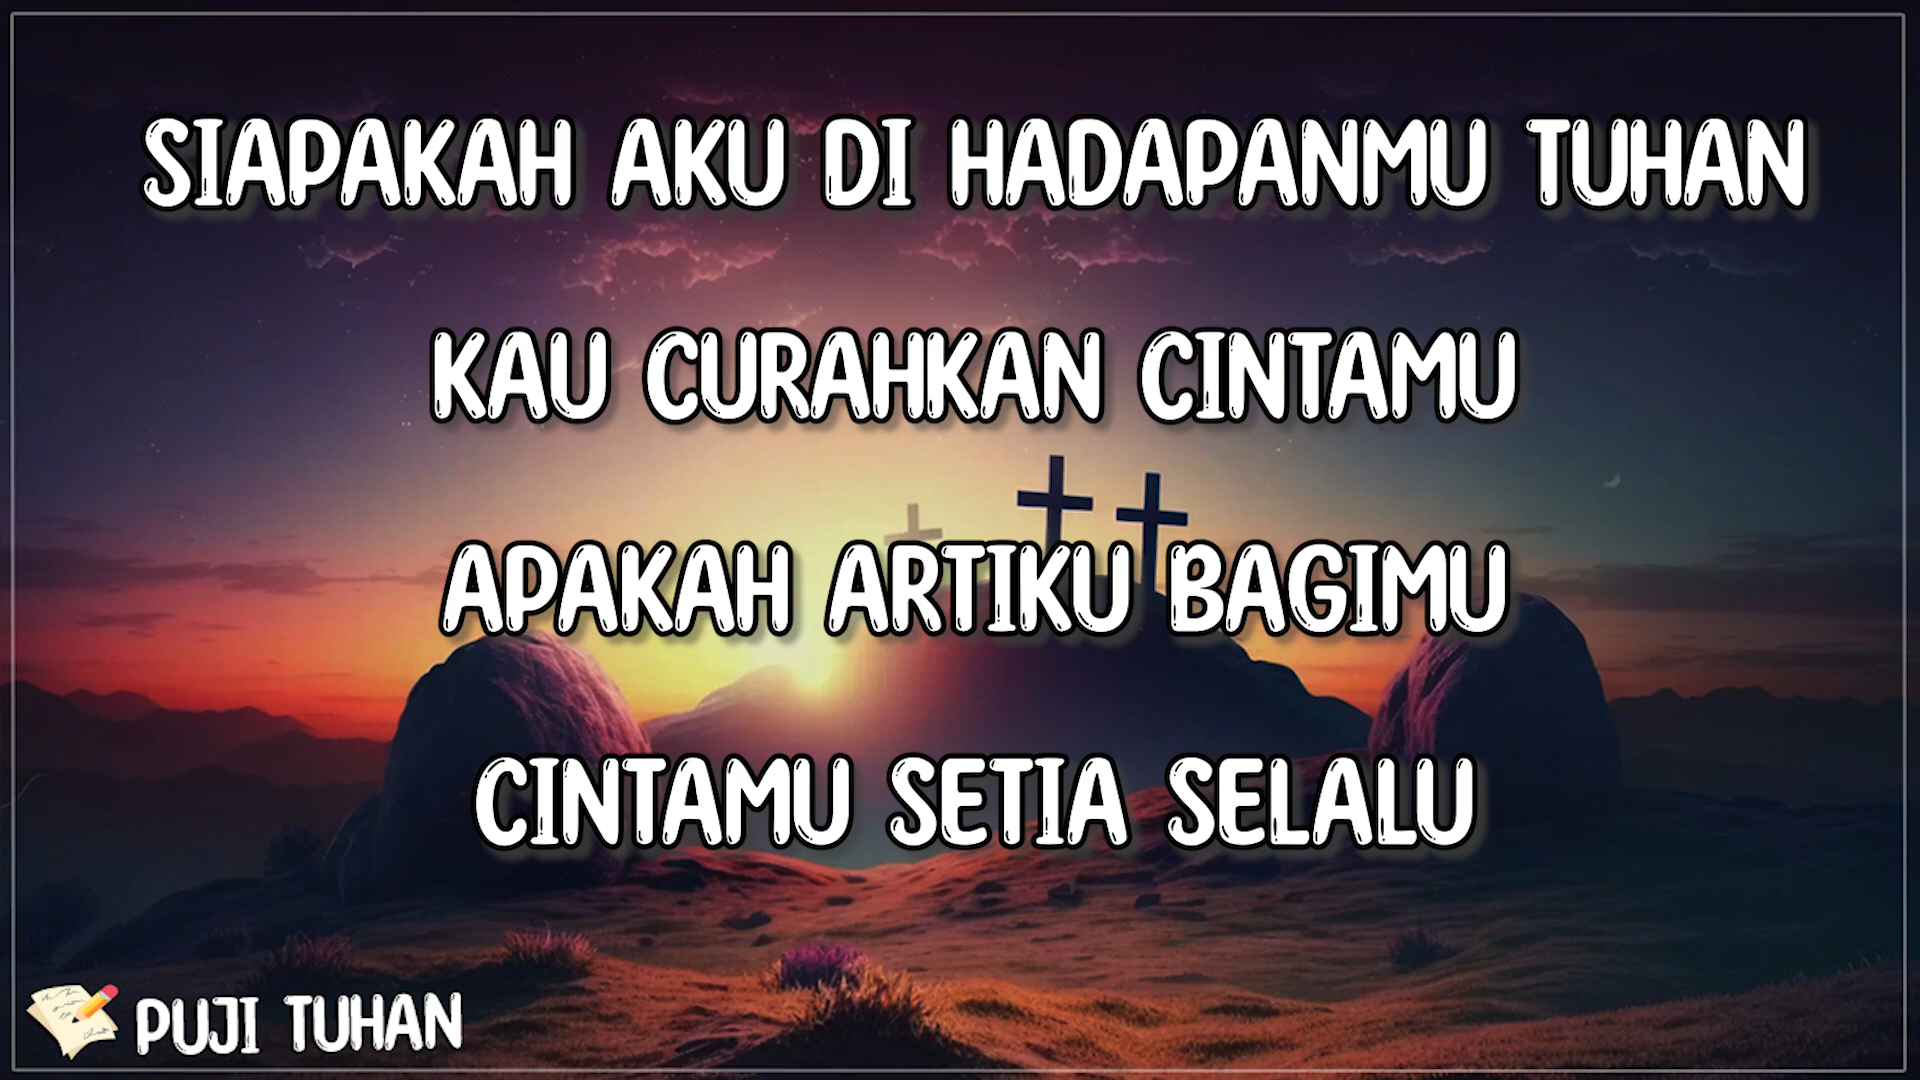 SIAPAKAH AKU DI HADAPANMU TUHAN
KAU CURAHKAN CINTAMU
APAKAH ARTIKU BAGIMU
CINTAMU SETIA SELALU
PUJI TUHAN